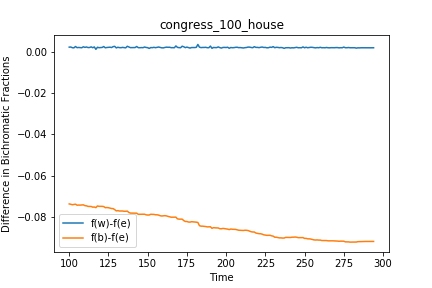 congress_100_house
Difference in Bichromatic Fractions
0.00
−0.02
−0.04
−0.06
−0.08
f(w)-f(e)
f(b)-f(e)
100 125 150 175 200 225 250 275 300
Time